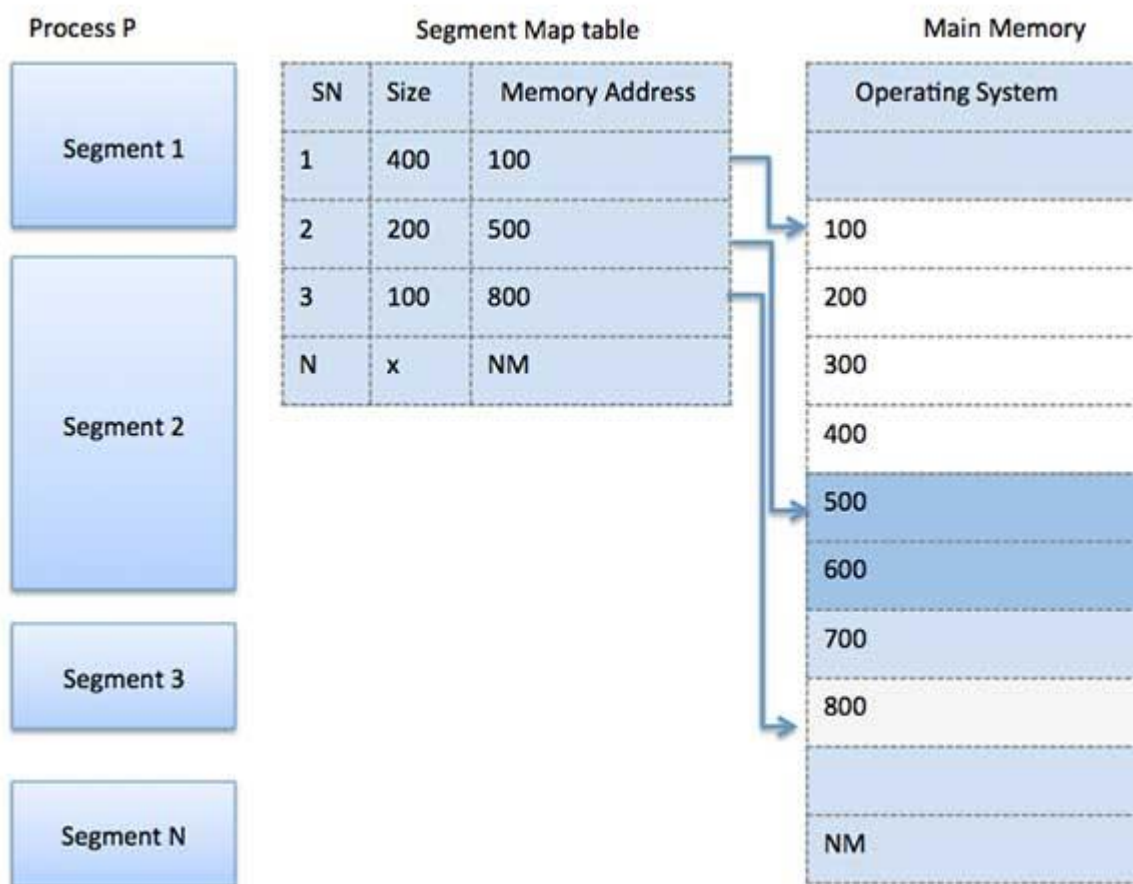 Process P
Segment 1
Segment 2
Segment 3
Segment N
Segment Map table
SN Size Memory Address
1 400 100
2 200 500
3 100 800
N x NM
Main Memory
Operating System
100
200
300
400
500
600
700
800
NM